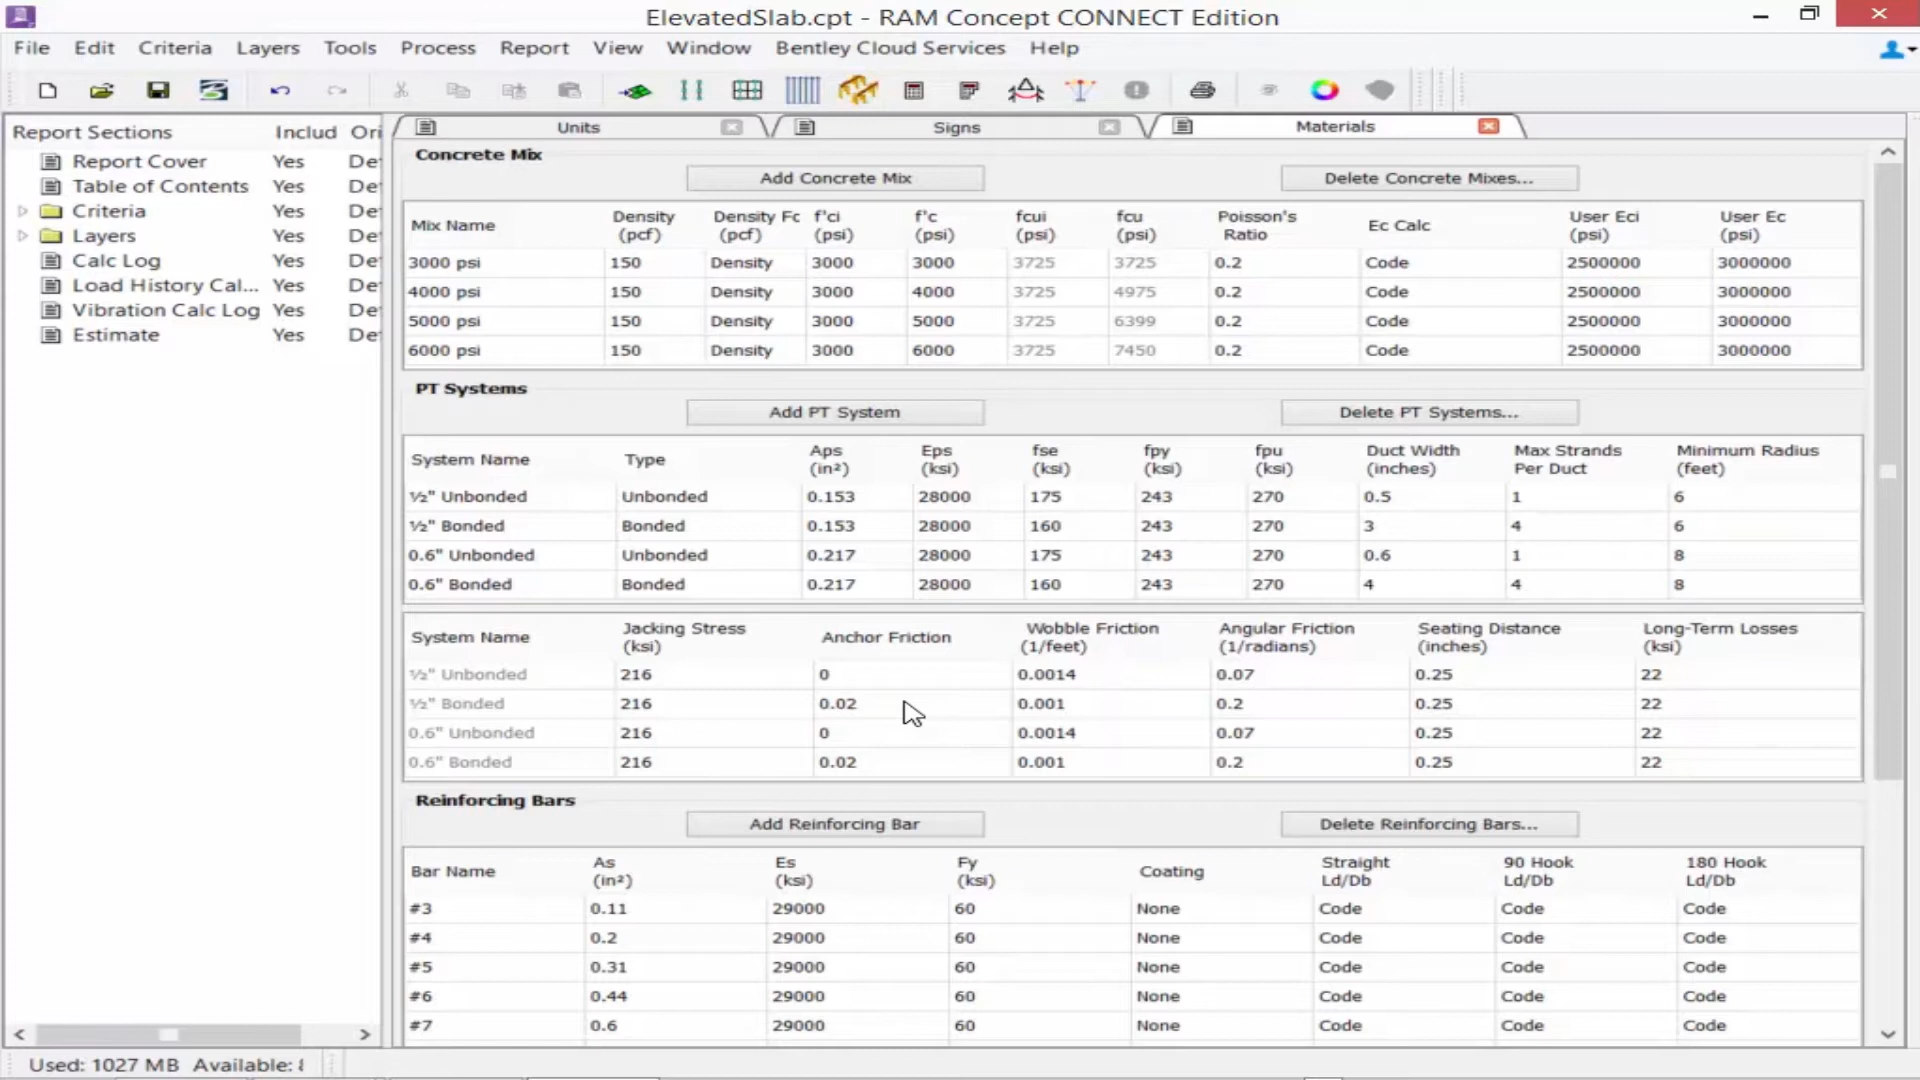 ElevatedSlab.cpt - RAM Concept CONNECT Edition
File Edit Criteria Layers Tools Process Report View Window Bentley Cloud Services Help
Report Sections Includ Ori
Report Cover Yes De
Table of Contents Yes De
Criteria Yes De
Layers Yes De
Calc Log Yes De
Load History Cal... Yes De
Vibration Calc Log Yes De
Estimate Yes De
Units Signs Materials
Concrete Mix
Add Concrete Mix Delete Concrete Mixes...
Mix Name Density (pcf) Density Fc (pcf) f'ci (psi) f'c (psi) fcui (psi) fcu (psi) Poisson's Ratio Ec Calc User Eci (psi) User Ec (psi)
3000 psi 150 Density 3000 3000 3725 3725 0.2 Code 2500000 3000000
4000 psi 150 Density 3000 4000 3725 4975 0.2 Code 2500000 3000000
5000 psi 150 Density 3000 5000 3725 6399 0.2 Code 2500000 3000000
6000 psi 150 Density 3000 6000 3725 7450 0.2 Code 2500000 3000000
PT Systems
Add PT System Delete PT Systems...
System Name Type Aps (in²) Eps (ksi) fse (ksi) fpy (ksi) fpu (ksi) Duct Width (inches) Max Strands Per Duct Minimum Radius (feet)
½" Unbonded Unbonded 0.153 28000 175 243 270 0.5 1 6
½" Bonded Bonded 0.153 28000 160 243 270 3 4 6
0.6" Unbonded Unbonded 0.217 28000 175 243 270 0.6 1 8
0.6" Bonded Bonded 0.217 28000 160 243 270 4 4 8
System Name Jacking Stress (ksi) Anchor Friction Wobble Friction (1/feet) Angular Friction (1/radians) Seating Distance (inches) Long-Term Losses (ksi)
½" Unbonded 216 0 0.0014 0.07 0.25 22
½" Bonded 216 0.02 0.001 0.2 0.25 22
0.6" Unbonded 216 0 0.0014 0.07 0.25 22
0.6" Bonded 216 0.02 0.001 0.2 0.25 22
Reinforcing Bars
Add Reinforcing Bar Delete Reinforcing Bars...
Bar Name As (in²) Es (ksi) Fy (ksi) Coating Straight Ld/Db 90 Hook Ld/Db 180 Hook Ld/Db
#3 0.11 29000 60 None Code Code Code
#4 0.2 29000 60 None Code Code Code
#5 0.31 29000 60 None Code Code Code
#6 0.44 29000 60 None Code Code Code
#7 0.6 29000 60 None Code Code Code
Used: 1027 MB Available: